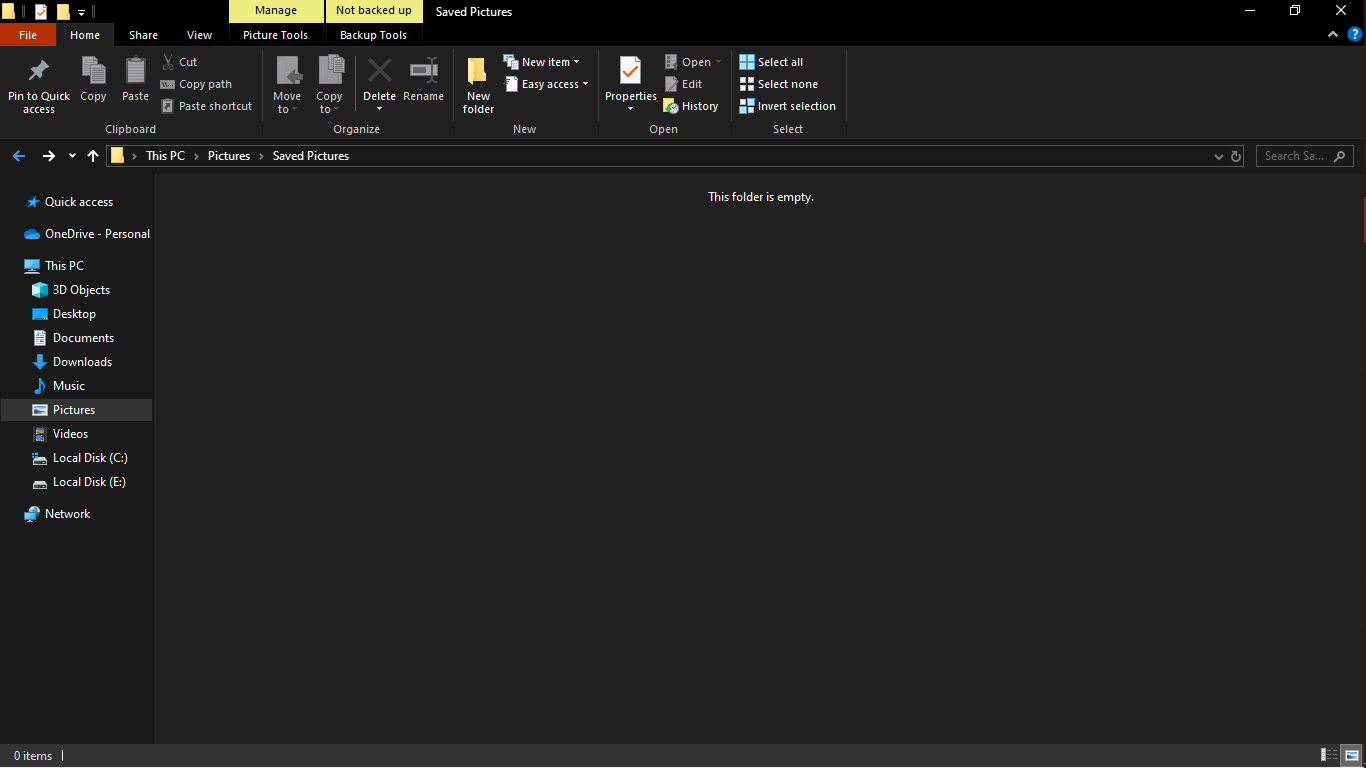 Manage
Not backed up
Saved Pictures
File
Home
Share
View
Picture Tools
Backup Tools
?
Pin to Quick
access
Copy
Paste
Cut
Copy path
Paste shortcut
Clipboard
Move
to
Copy
to
Delete
Rename
Organize
New
folder
New item
Easy access
New
Properties
Open
Edit
History
Open
Select all
Select none
Invert selection
Select
This PC > Pictures > Saved Pictures
Search Sa...
Quick access
OneDrive - Personal
This PC
3D Objects
Desktop
Documents
Downloads
Music
Pictures
Videos
Local Disk (C:)
Local Disk (E:)
Network
This folder is empty.
0 items